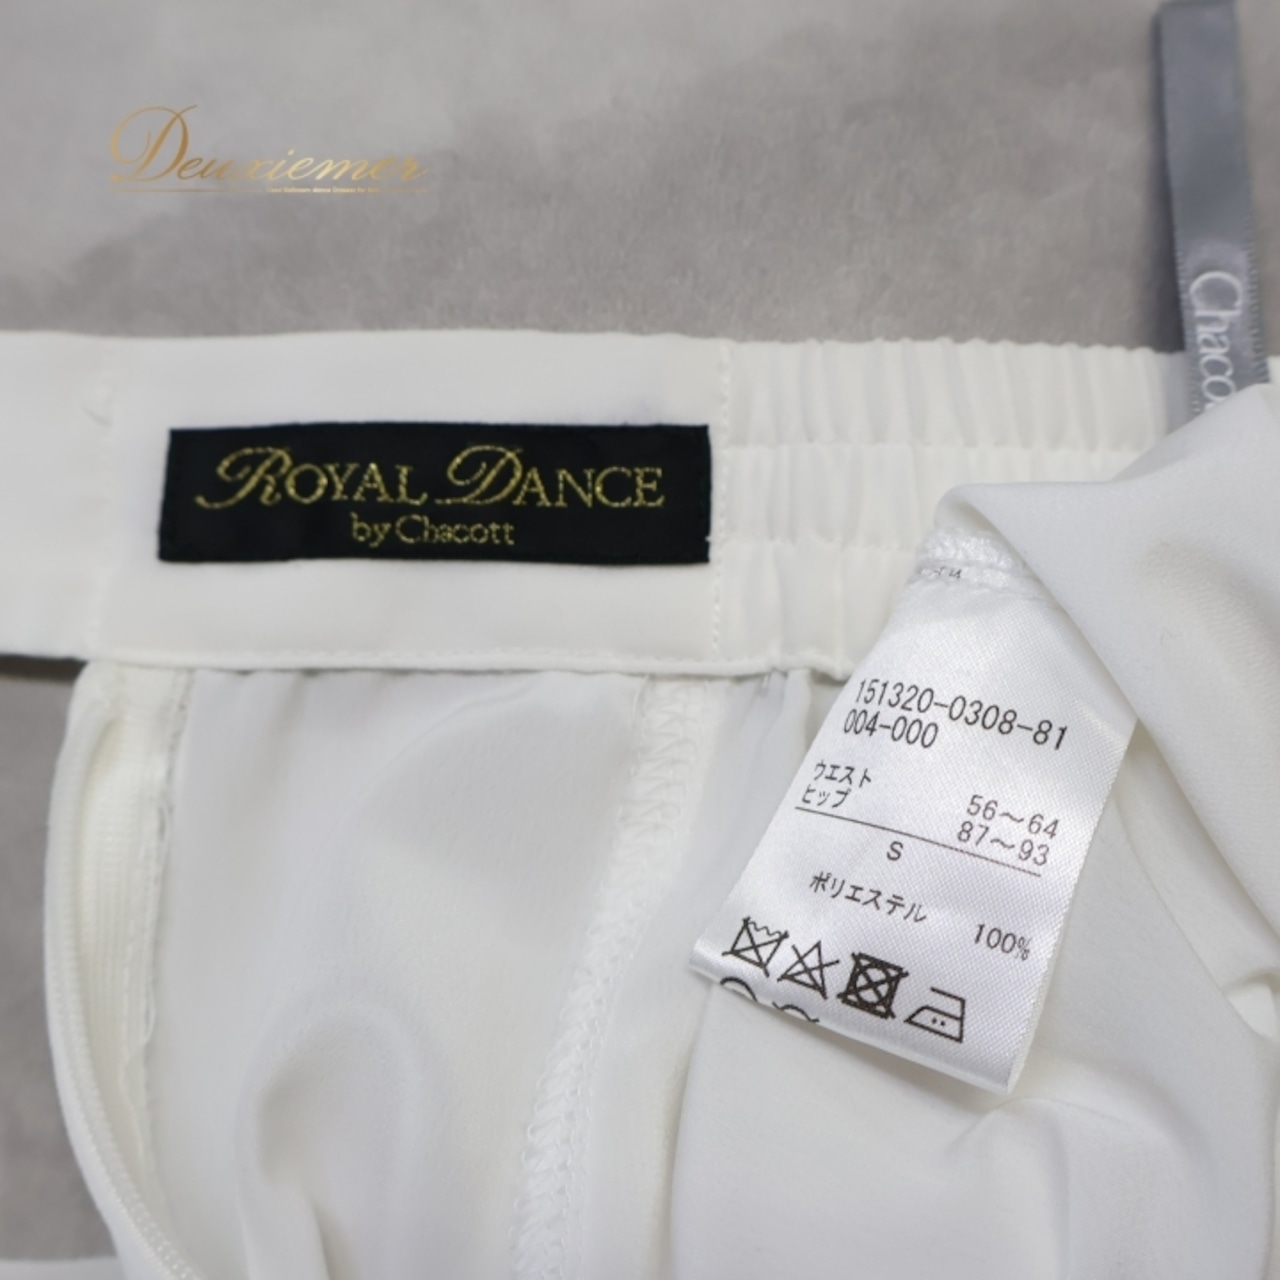 Deuxiemer
Chaco
ROYAL DANCE
by Chacott
151320-0308-81
004-000
ウエスト 56～64
ヒップ 87～93
S
ポリエステル 100%